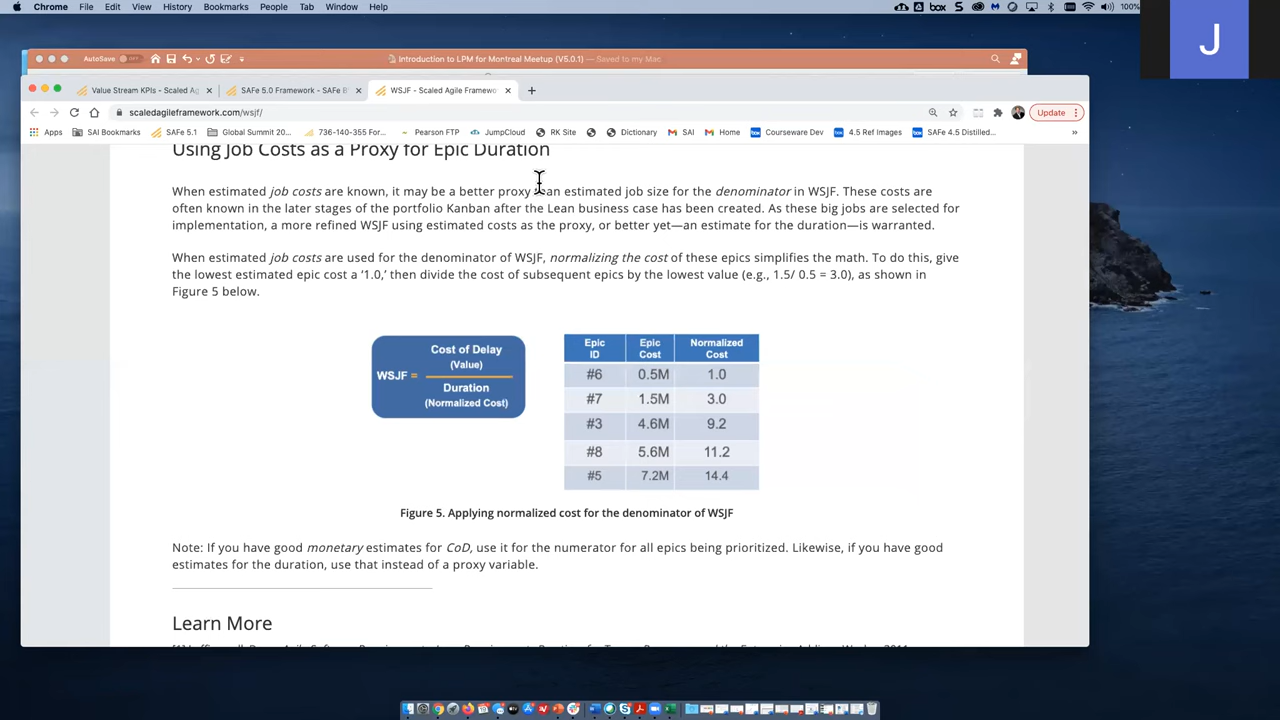 Chrome File Edit View History Bookmarks People Tab Window Help
box S 100%
J
AutoSave OFF Introduction to LPM for Montreal Meetup (V5.0.1) — Saved to my Mac
Value Stream KPIs - Scaled Ag × SAFe 5.0 Framework - SAFe B × WSJF - Scaled Agile Framewo × +
scaledagileframework.com/wsjf/ Update
Apps SAI Bookmarks SAFe 5.1 Global Summit 20... 736-140-355 For... Pearson FTP JumpCloud RK Site Dictionary SAI Home Courseware Dev 4.5 Ref Images SAFe 4.5 Distilled... »
Using Job Costs as a Proxy for Epic Duration
When estimated job costs are known, it may be a better proxy than estimated job size for the denominator in WSJF. These costs are
often known in the later stages of the portfolio Kanban after the Lean business case has been created. As these big jobs are selected for
implementation, a more refined WSJF using estimated costs as the proxy, or better yet—an estimate for the duration—is warranted.
When estimated job costs are used for the denominator of WSJF, normalizing the cost of these epics simplifies the math. To do this, give
the lowest estimated epic cost a ‘1.0,’ then divide the cost of subsequent epics by the lowest value (e.g., 1.5/ 0.5 = 3.0), as shown in
Figure 5 below.
WSJF = Cost of Delay
(Value)
Duration
(Normalized Cost)
Epic ID Epic Cost Normalized Cost
#6 0.5M 1.0
#7 1.5M 3.0
#3 4.6M 9.2
#8 5.6M 11.2
#5 7.2M 14.4
Figure 5. Applying normalized cost for the denominator of WSJF
Note: If you have good monetary estimates for CoD, use it for the numerator for all epics being prioritized. Likewise, if you have good
estimates for the duration, use that instead of a proxy variable.
Learn More